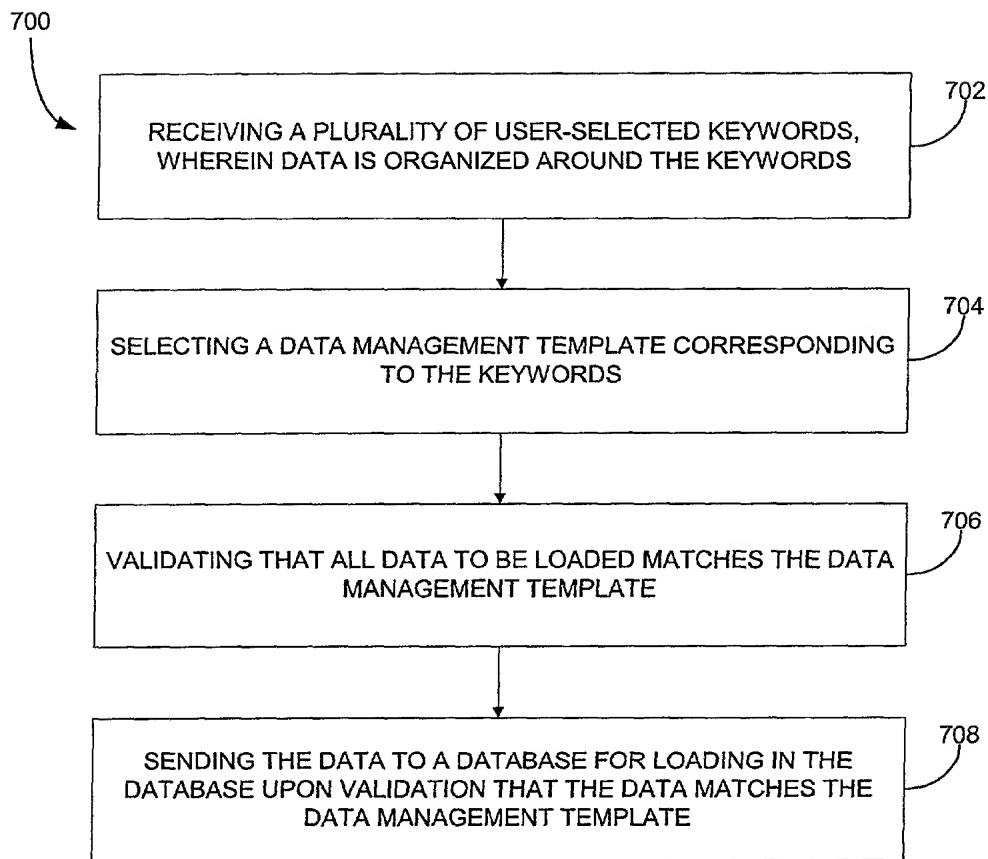 700
702
RECEIVING A PLURALITY OF USER-SELECTED KEYWORDS,
WHEREIN DATA IS ORGANIZED AROUND THE KEYWORDS
704
SELECTING A DATA MANAGEMENT TEMPLATE CORRESPONDING
TO THE KEYWORDS
706
VALIDATING THAT ALL DATA TO BE LOADED MATCHES THE DATA
MANAGEMENT TEMPLATE
708
SENDING THE DATA TO A DATABASE FOR LOADING IN THE
DATABASE UPON VALIDATION THAT THE DATA MATCHES THE
DATA MANAGEMENT TEMPLATE